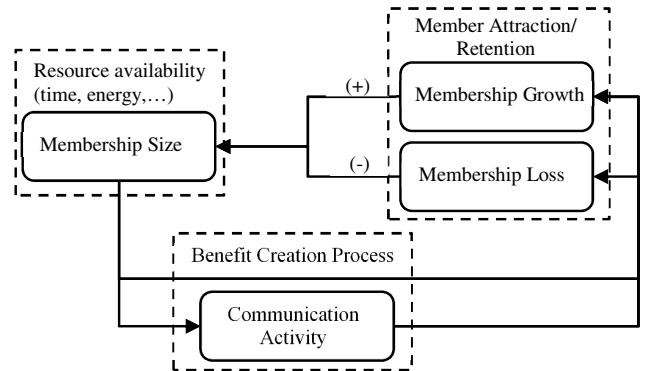 Member Attraction/
Retention
Resource availability
(time, energy,…)
(+)
Membership Growth
Membership Size
(-)
Membership Loss
Benefit Creation Process
Communication
Activity